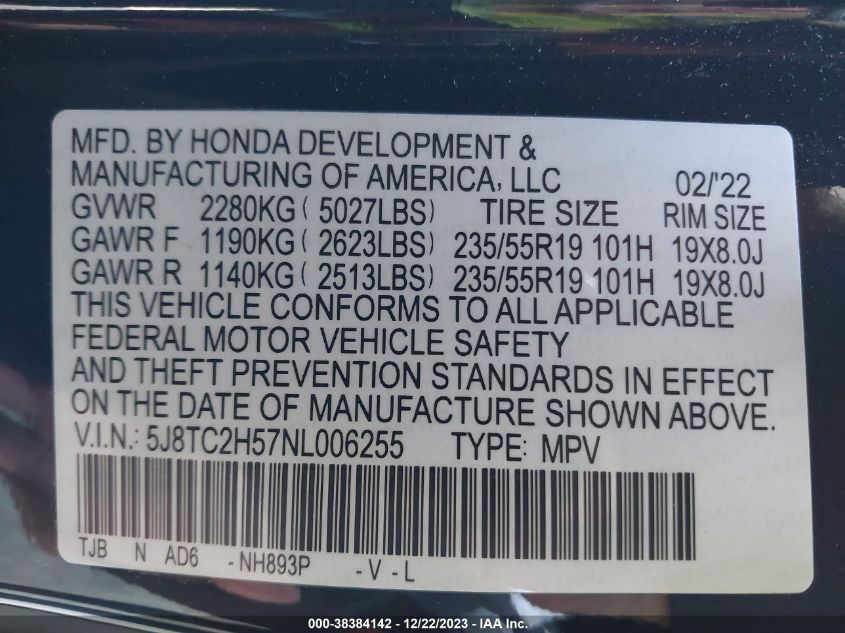 MFD. BY HONDA DEVELOPMENT &
MANUFACTURING OF AMERICA, LLC 02/'22
GVWR 2280KG ( 5027LBS) TIRE SIZE RIM SIZE
GAWR F 1190KG ( 2623LBS) 235/55R19 101H 19X8.0J
GAWR R 1140KG ( 2513LBS) 235/55R19 101H 19X8.0J
THIS VEHICLE CONFORMS TO ALL APPLICABLE
FEDERAL MOTOR VEHICLE SAFETY
AND THEFT PREVENTION STANDARDS IN EFFECT
ON THE DATE OF MANUFACTURE SHOWN ABOVE.
V.I.N.: 5J8TC2H57NL006255 TYPE: MPV
TJB N AD6 -NH893P -V-L
000-38384142 - 12/22/2023 - IAA Inc.